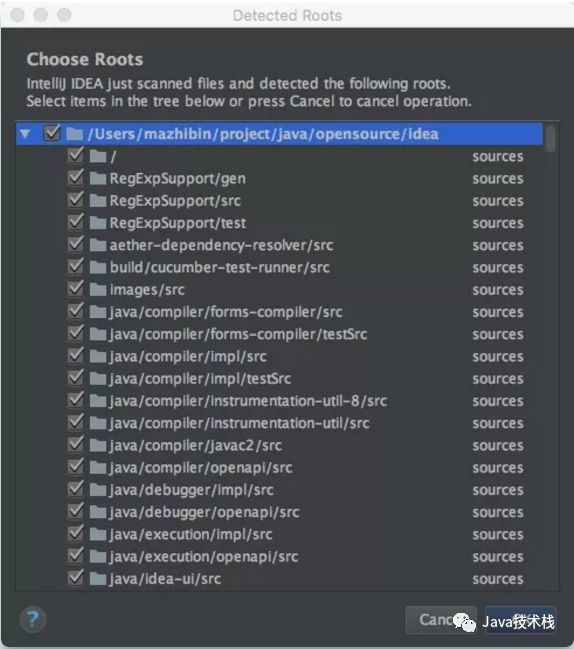 Detected Roots
Choose Roots
IntelliJ IDEA just scanned files and detected the following roots.
Select items in the tree below or press Cancel to cancel operation.
/Users/mazhibin/project/java/opensource/idea
/ sources
RegExpSupport/gen sources
RegExpSupport/src sources
RegExpSupport/test sources
aether-dependency-resolver/src sources
build/cucumber-test-runner/src sources
images/src sources
java/compiler/forms-compiler/src sources
java/compiler/forms-compiler/testSrc sources
java/compiler/impl/src sources
java/compiler/impl/testSrc sources
java/compiler/instrumentation-util-8/src sources
java/compiler/instrumentation-util/src sources
java/compiler/javac2/src sources
java/compiler/openapi/src sources
java/debugger/impl/src sources
java/debugger/openapi/src sources
java/execution/impl/src sources
java/execution/openapi/src sources
java/idea-ui/src sources
? Java技术栈